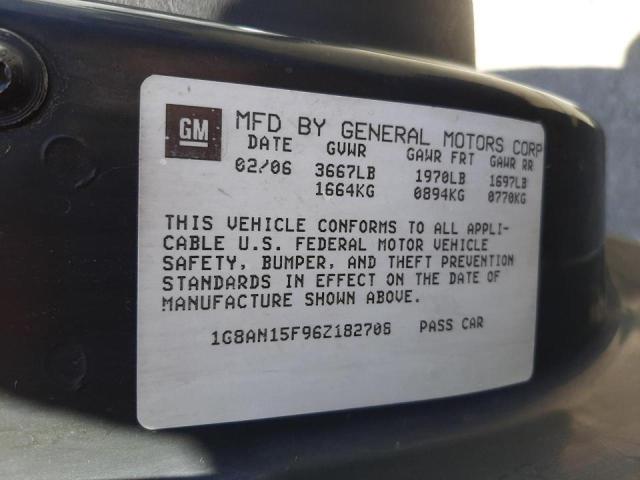 GM MFD BY GENERAL MOTORS CORP
DATE GVWR GAWR FRT GAWR RR
02/06 3667LB 1970LB 1697LB
1664KG 0894KG 0770KG
THIS VEHICLE CONFORMS TO ALL APPLI-
CABLE U.S. FEDERAL MOTOR VEHICLE
SAFETY, BUMPER, AND THEFT PREVENTION
STANDARDS IN EFFECT ON THE DATE OF
MANUFACTURE SHOWN ABOVE.
1G8AN15F96Z182708 PASS CAR